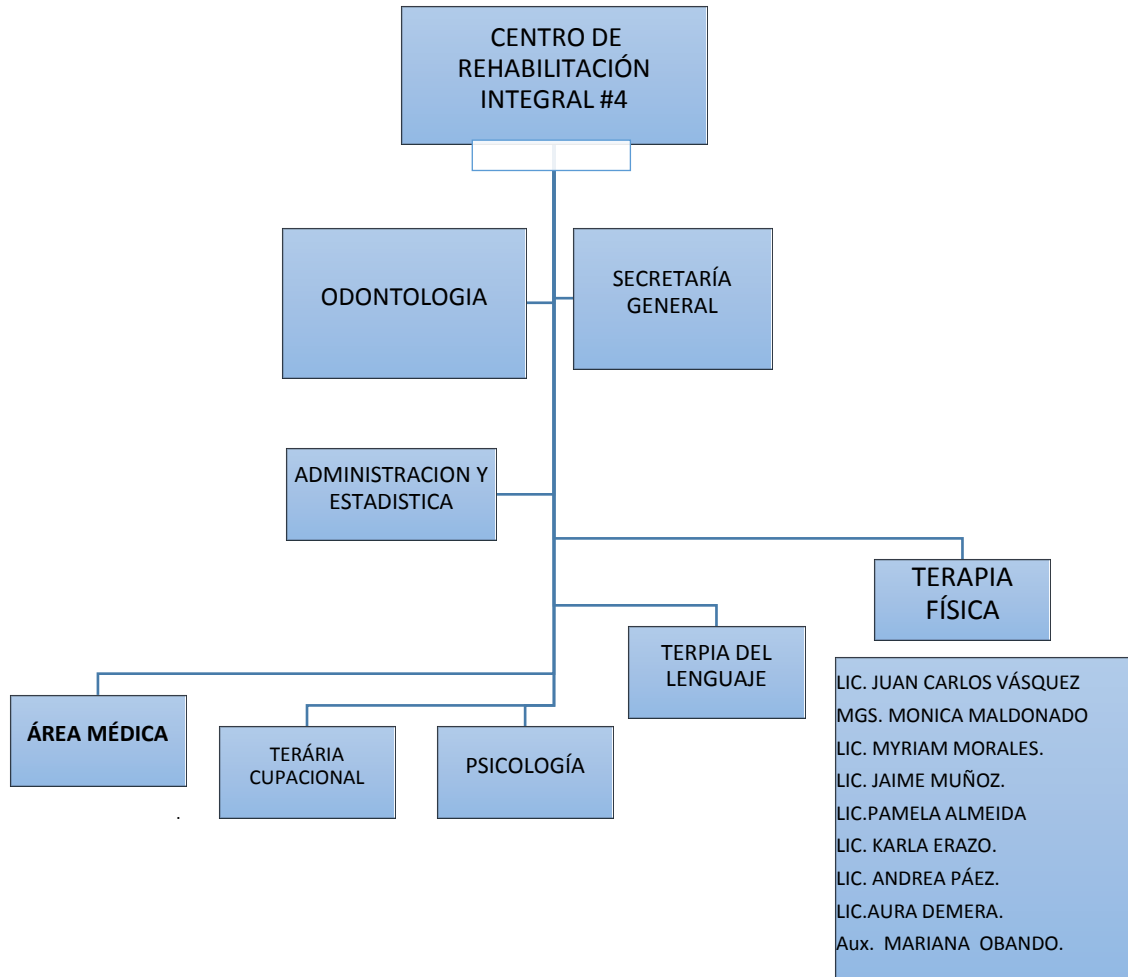 CENTRO DE
REHABILITACIÓN
INTEGRAL #4
ODONTOLOGIA
SECRETARÍA
GENERAL
ADMINISTRACION Y
ESTADISTICA
TERAPIA
FÍSICA
TERPIA DEL
LENGUAJE
ÁREA MÉDICA
TERÁRIA
CUPACIONAL
PSICOLOGÍA
LIC. JUAN CARLOS VÁSQUEZ
MGS. MONICA MALDONADO
LIC. MYRIAM MORALES.
LIC. JAIME MUÑOZ.
LIC.PAMELA ALMEIDA
LIC. KARLA ERAZO.
LIC. ANDREA PÁEZ.
LIC.AURA DEMERA.
Aux. MARIANA OBANDO.
.